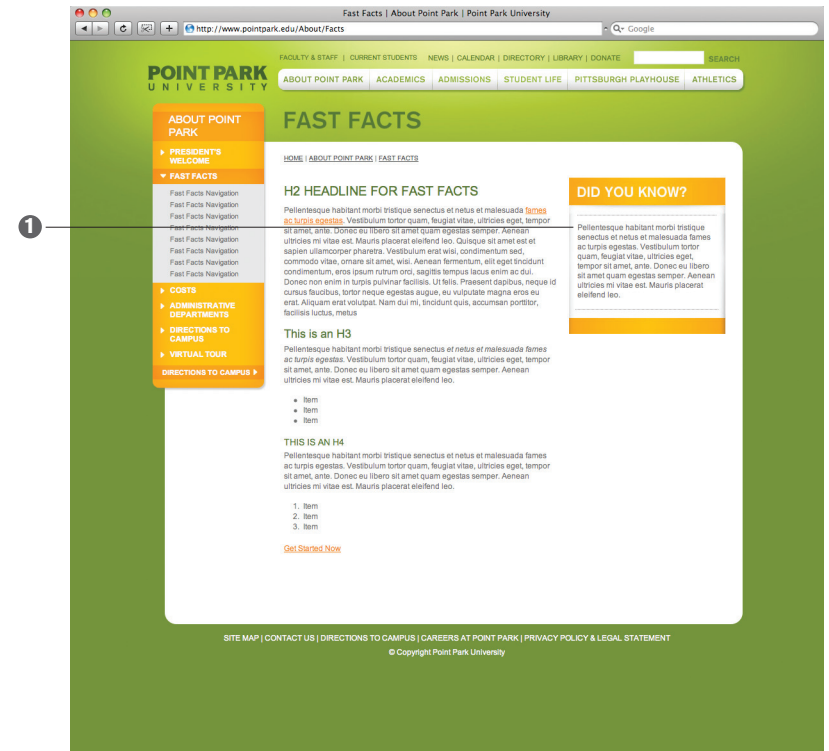 Fast Facts | About Point Park | Point Park University
http://www.pointpark.edu/About/Facts
Google
FACULTY & STAFF | CURRENT STUDENTS NEWS | CALENDAR | DIRECTORY | LIBRARY | DONATE SEARCH
POINT PARK
UNIVERSITY
ABOUT POINT PARK ACADEMICS ADMISSIONS STUDENT LIFE PITTSBURGH PLAYHOUSE ATHLETICS
ABOUT POINT
PARK
PRESIDENT'S
WELCOME
FAST FACTS
Fast Facts Navigation
Fast Facts Navigation
Fast Facts Navigation
Fast Facts Navigation
Fast Facts Navigation
Fast Facts Navigation
Fast Facts Navigation
Fast Facts Navigation
COSTS
ADMINISTRATIVE
DEPARTMENTS
DIRECTIONS TO
CAMPUS
VIRTUAL TOUR
DIRECTIONS TO CAMPUS
1
FAST FACTS
HOME | ABOUT POINT PARK | FAST FACTS
H2 HEADLINE FOR FAST FACTS
Pellentesque habitant morbi tristique senectus et netus et malesuada fames
ac turpis egestas. Vestibulum tortor quam, feugiat vitae, ultricies eget, tempor
sit amet, ante. Donec eu libero sit amet quam egestas semper. Aenean
ultricies mi vitae est. Mauris placerat eleifend leo. Quisque sit amet est et
sapien ullamcorper pharetra. Vestibulum erat wisi, condimentum sed,
commodo vitae, ornare sit amet, wisi. Aenean fermentum, elit eget tincidunt
condimentum, eros ipsum rutrum orci, sagittis tempus lacus enim ac dui.
Donec non enim in turpis pulvinar facilisis. Ut felis. Praesent dapibus, neque id
cursus faucibus, tortor neque egestas augue, eu vulputate magna eros eu
erat. Aliquam erat volutpat. Nam dui mi, tincidunt quis, accumsan porttitor,
facilisis luctus, metus
This is an H3
Pellentesque habitant morbi tristique senectus et netus et malesuada fames
ac turpis egestas. Vestibulum tortor quam, feugiat vitae, ultricies eget, tempor
sit amet, ante. Donec eu libero sit amet quam egestas semper. Aenean
ultricies mi vitae est. Mauris placerat eleifend leo.
Item
Item
Item
THIS IS AN H4
Pellentesque habitant morbi tristique senectus et netus et malesuada fames
ac turpis egestas. Vestibulum tortor quam, feugiat vitae, ultricies eget, tempor
sit amet, ante. Donec eu libero sit amet quam egestas semper. Aenean
ultricies mi vitae est. Mauris placerat eleifend leo.
1. Item
2. Item
3. Item
Get Started Now
DID YOU KNOW?
Pellentesque habitant morbi tristique
senectus et netus et malesuada fames
ac turpis egestas. Vestibulum tortor
quam, feugiat vitae, ultricies eget,
tempor sit amet, ante. Donec eu libero
sit amet quam egestas semper. Aenean
ultricies mi vitae est. Mauris placerat
eleifend leo.
SITE MAP | CONTACT US | DIRECTIONS TO CAMPUS | CAREERS AT POINT PARK | PRIVACY POLICY & LEGAL STATEMENT
© Copyright Point Park University